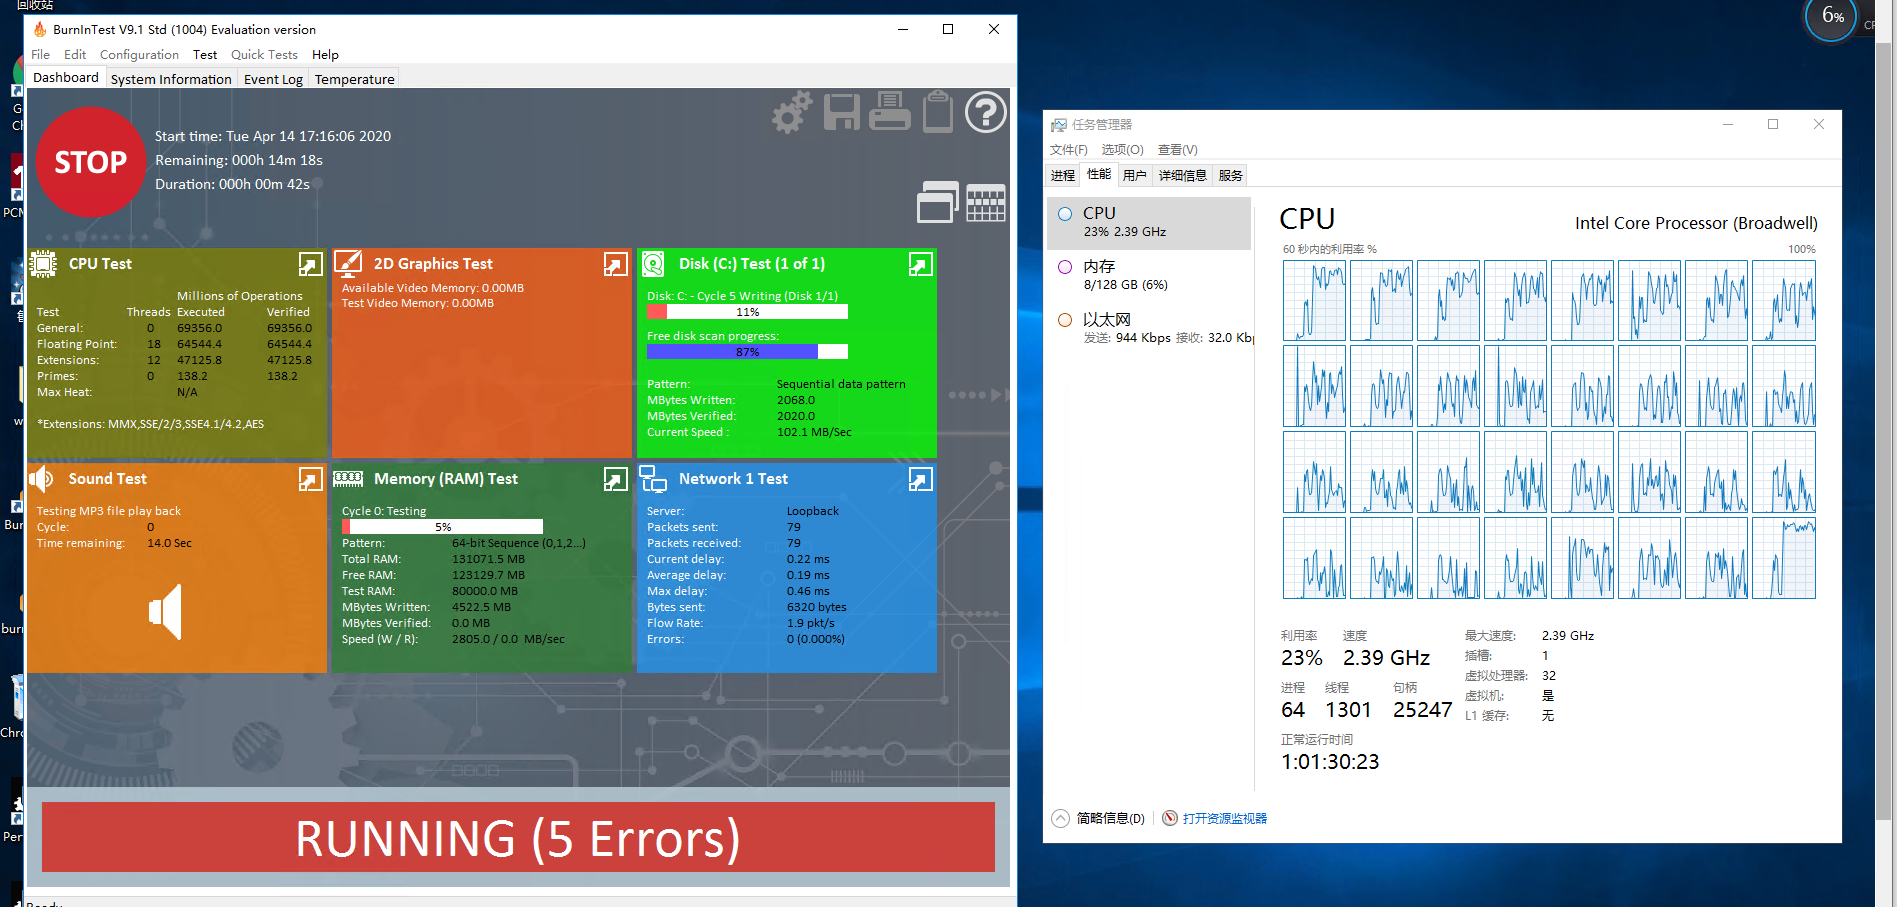 回收站
BurnInTest V9.1 Std (1004) Evaluation version
File Edit Configuration Test Quick Tests Help
Dashboard System Information Event Log Temperature
STOP
Start time: Tue Apr 14 17:16:06 2020
Remaining: 000h 14m 18s
Duration: 000h 00m 42s
CPU Test
Millions of Operations
Test Threads Executed Verified
General: 0 69356.0 69356.0
Floating Point: 18 64544.4 64544.4
Extensions: 12 47125.8 47125.8
Primes: 0 138.2 138.2
Max Heat: N/A
*Extensions: MMX,SSE/2/3,SSE4.1/4.2,AES
2D Graphics Test
Available Video Memory: 0.00MB
Test Video Memory: 0.00MB
Disk (C:) Test (1 of 1)
Disk: C: - Cycle 5 Writing (Disk 1/1)
11%
Free disk scan progress:
87%
Pattern: Sequential data pattern
MBytes Written: 2068.0
MBytes Verified: 2020.0
Current Speed : 102.1 MB/Sec
Sound Test
Testing MP3 file play back
Cycle: 0
Time remaining: 14.0 Sec
Memory (RAM) Test
Cycle 0: Testing
5%
Pattern: 64-bit Sequence (0,1,2...)
Total RAM: 131071.5 MB
Free RAM: 123129.7 MB
Test RAM: 80000.0 MB
MBytes Written: 4522.5 MB
MBytes Verified: 0.0 MB
Speed (W / R): 2805.0 / 0.0 MB/sec
Network 1 Test
Server: Loopback
Packets sent: 79
Packets received: 79
Current delay: 0.22 ms
Average delay: 0.19 ms
Max delay: 0.46 ms
Bytes sent: 6320 bytes
Flow Rate: 1.9 pkt/s
Errors: 0 (0.000%)
RUNNING (5 Errors)
6%
任务管理器
文件(F) 选项(O) 查看(V)
进程 性能 用户 详细信息 服务
CPU
23% 2.39 GHz
内存
8/128 GB (6%)
以太网
发送: 944 Kbps 接收: 32.0 Kb
CPU Intel Core Processor (Broadwell)
60 秒内的利用率 % 100%
利用率 速度
23% 2.39 GHz
进程 线程 句柄
64 1301 25247
正常运行时间
1:01:30:23
最大速度: 2.39 GHz
插槽: 1
虚拟处理器: 32
虚拟机: 是
L1 缓存: 无
简略信息(D) 打开资源监视器